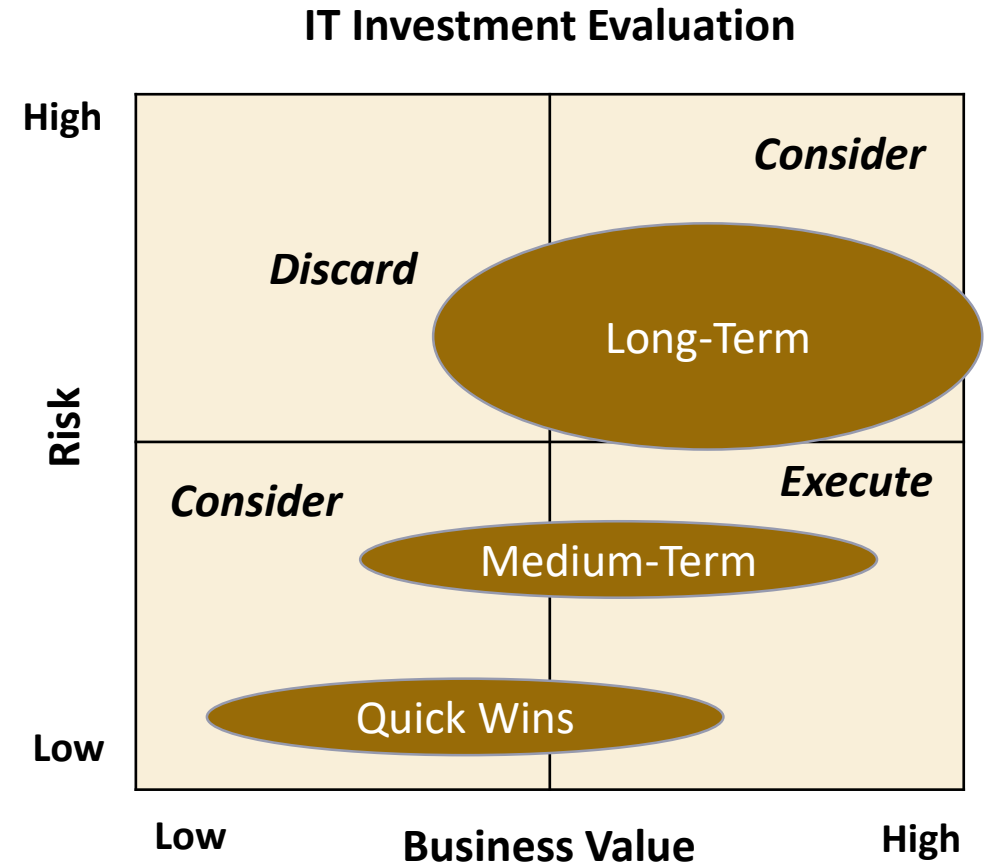 IT Investment Evaluation
High
Consider
Discard
Long-Term
Risk
Consider
Execute
Medium-Term
Quick Wins
Low
Low
Business Value
High